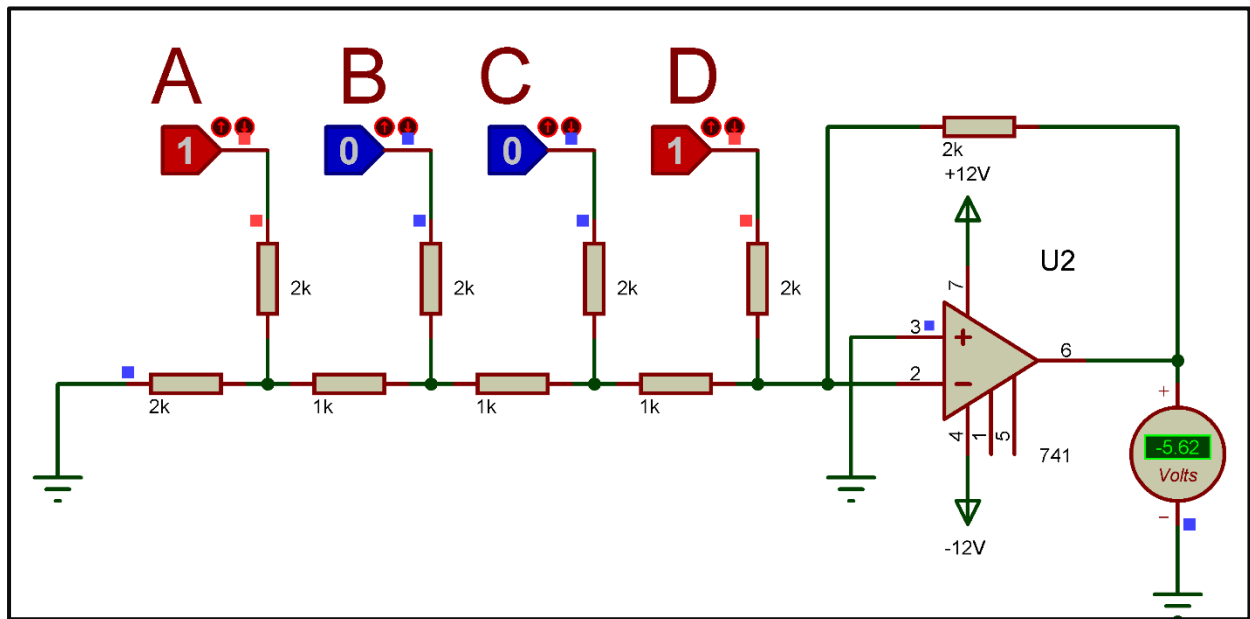 A B C D
1 0 0 1
2k
+12V
U2
2k 2k 2k 2k
7
3
6
2
2k 1k 1k 1k
4 1 5
741
+
-5.62
Volts
-12V